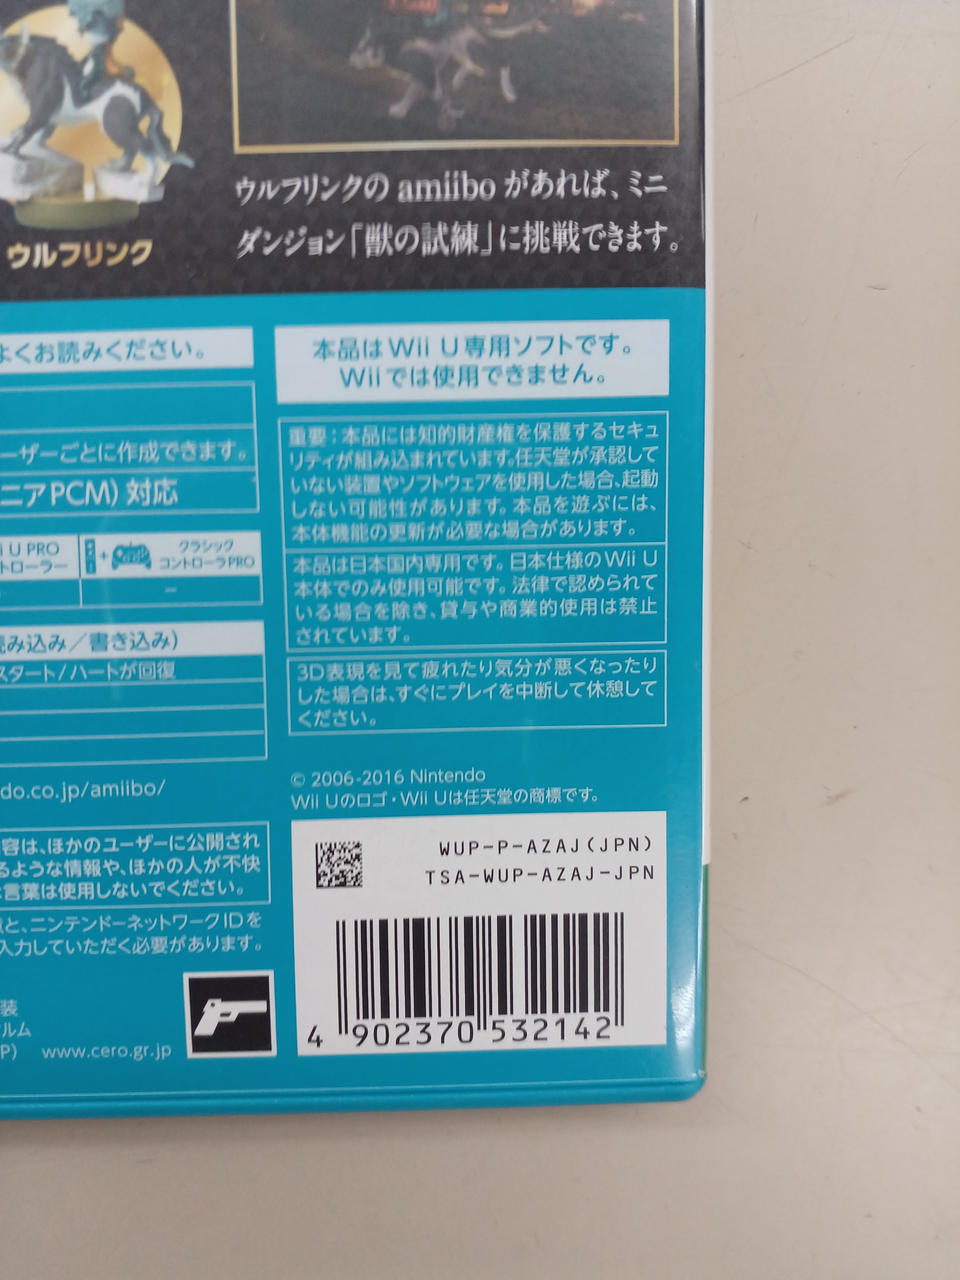 ウルフリンク
ウルフリンクの amiibo があれば、ミニ
ダンジョン「獣の試練」に挑戦できます。
よくお読みください。
ーザーごとに作成できます。
ニアPCM) 対応
i U PRO
トローラー
+
クラシック
コントローラPRO
–
読み込み／書き込み)
スタート/ハートが回復
do.co.jp/amiibo/
容は、ほかのユーザーに公開され
るような情報や、ほかの人が不快
言葉は使用しないでください。
と、ニンテンドーネットワークIDを
入力していただく必要があります。
装
ルム
P) www.cero.gr.jp
本品はWii U専用ソフトです。
Wiiでは使用できません。
重要：本品には知的財産権を保護するセキュ
リティが組み込まれています。任天堂が承認して
いない装置やソフトウェアを使用した場合、起動
しない可能性があります。本品を遊ぶには、
本体機能の更新が必要な場合があります。
本品は日本国内専用です。日本仕様のWii U
本体でのみ使用可能です。法律で認められて
いる場合を除き、貸与や商業的使用は禁止
されています。
3D表現を見て疲れたり気分が悪くなったり
した場合は、すぐにプレイを中断して休憩して
ください。
© 2006-2016 Nintendo
Wii Uのロゴ・Wii Uは任天堂の商標です。
WUP-P-AZAJ(JPN)
TSA-WUP-AZAJ-JPN
4 902370 532142